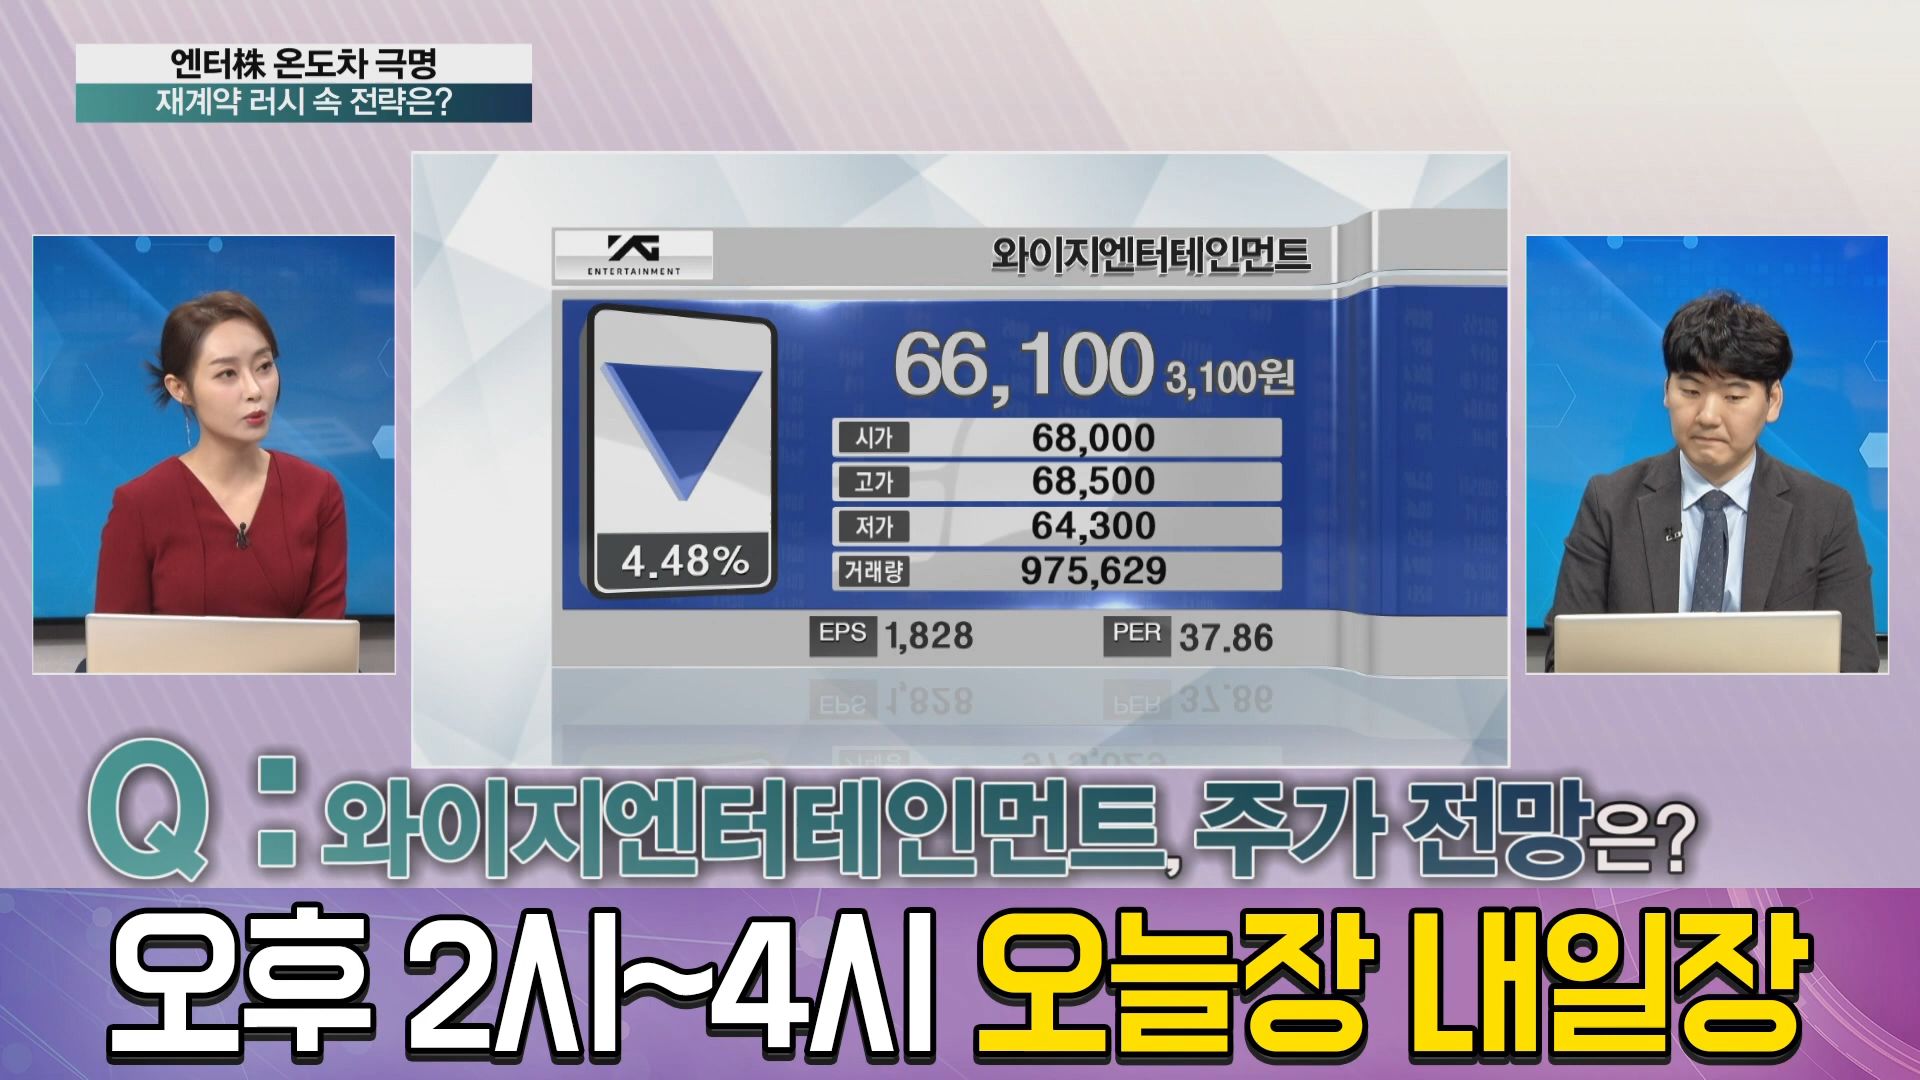 엔터株 온도차 극명
재계약 러시 속 전략은?
YG
ENTERTAINMENT
와이지엔터테인먼트
66,100 3,100원
시가 68,000
고가 68,500
저가 64,300
거래량 975,629
4.48%
EPS 1,828 PER 37.86
Q : 와이지엔터테인먼트, 주가 전망은?
오후 2시~4시 오늘장 내일장